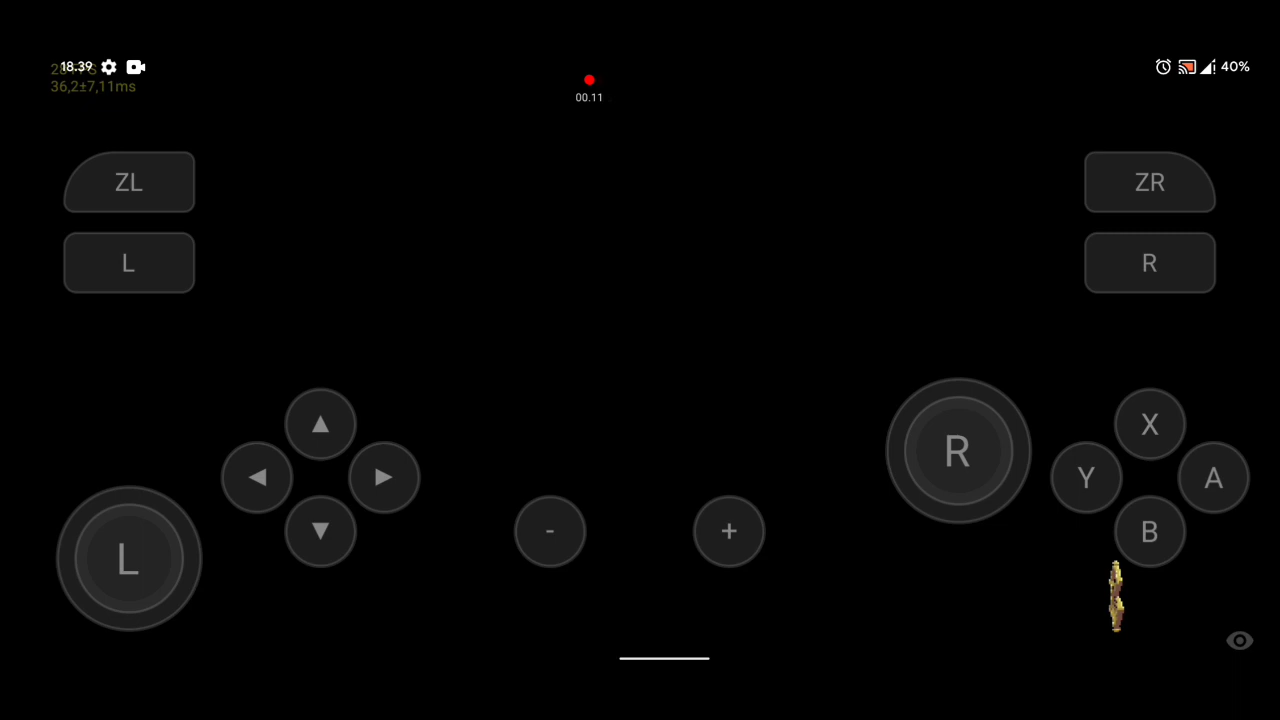 18.39
40%
36,2±7,11ms
00.11
ZL
ZR
L
R
X
R
Y
A
-
+
B
L